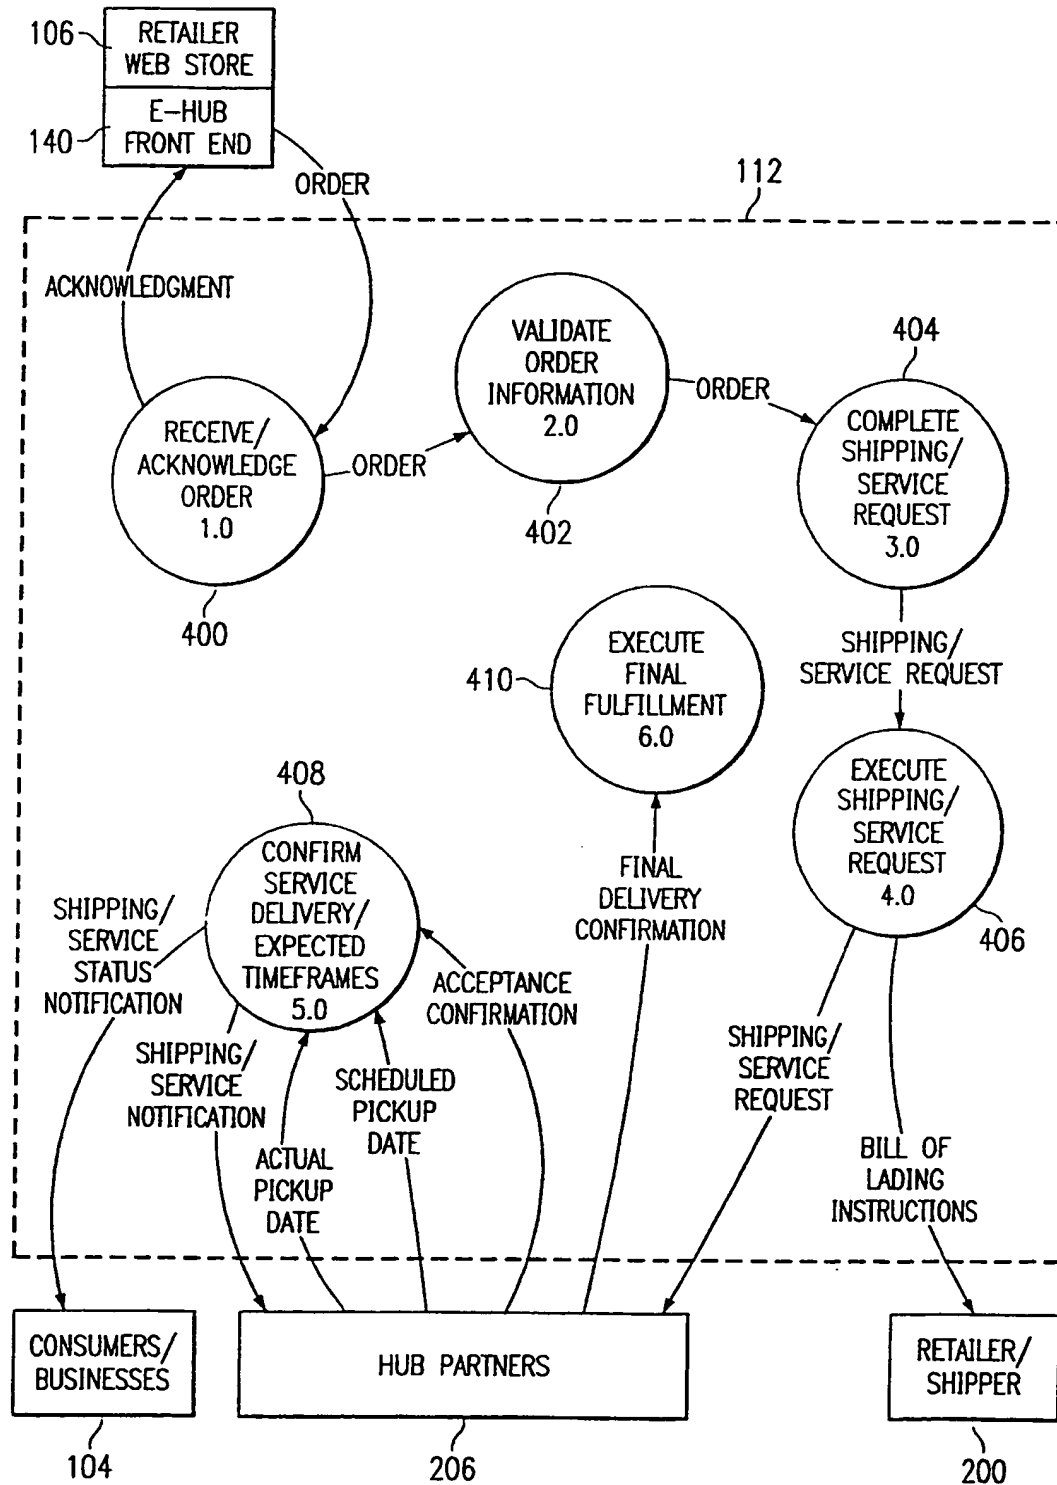 106
RETAILER
WEB STORE
140
E-HUB
FRONT END
ORDER
112
ACKNOWLEDGMENT
RECEIVE/
ACKNOWLEDGE
ORDER
1.0
400
ORDER
VALIDATE
ORDER
INFORMATION
2.0
402
ORDER
404
COMPLETE
SHIPPING/
SERVICE
REQUEST
3.0
SHIPPING/
SERVICE REQUEST
410
EXECUTE
FINAL
FULFILLMENT
6.0
EXECUTE
SHIPPING/
SERVICE
REQUEST
4.0
406
408
CONFIRM
SERVICE
DELIVERY/
EXPECTED
TIMEFRAMES
5.0
SHIPPING/
SERVICE
STATUS
NOTIFICATION
SHIPPING/
SERVICE
NOTIFICATION
ACTUAL
PICKUP
DATE
SCHEDULED
PICKUP
DATE
ACCEPTANCE
CONFIRMATION
FINAL
DELIVERY
CONFIRMATION
SHIPPING/
SERVICE
REQUEST
BILL OF
LADING
INSTRUCTIONS
CONSUMERS/
BUSINESSES
104
HUB PARTNERS
206
RETAILER/
SHIPPER
200